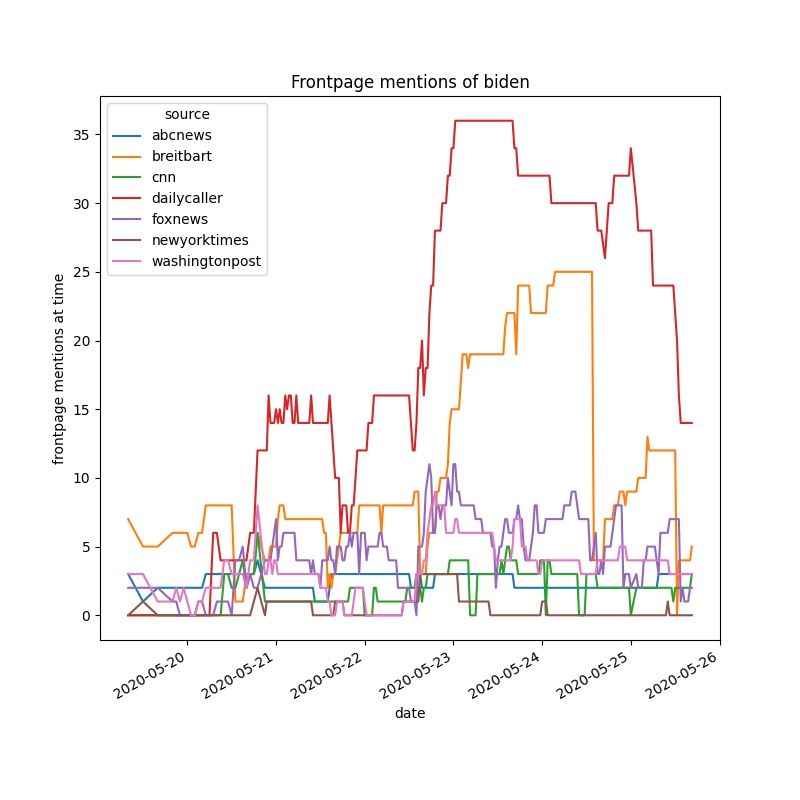 Frontpage mentions of biden
source
abcnews
breitbart
cnn
dailycaller
foxnews
newyorktimes
washingtonpost
frontpage mentions at time
35
30
25
20
15
10
5
0
2020-05-20
2020-05-21
2020-05-22
2020-05-23
2020-05-24
2020-05-25
2020-05-26
date